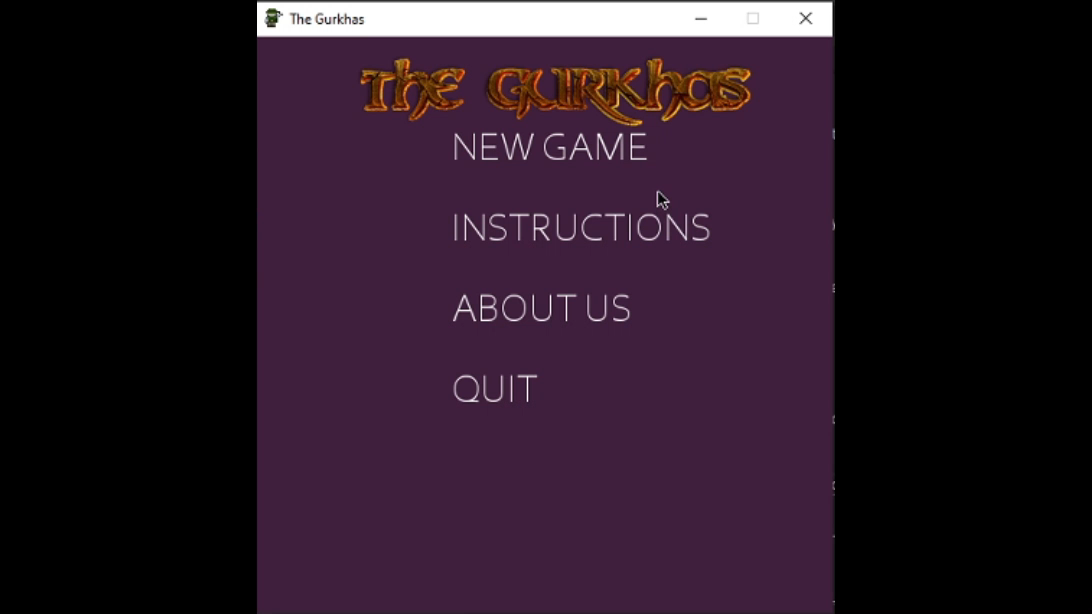 The Gurkhas
The Gurkhas
NEW GAME
INSTRUCTIONS
ABOUT US
QUIT